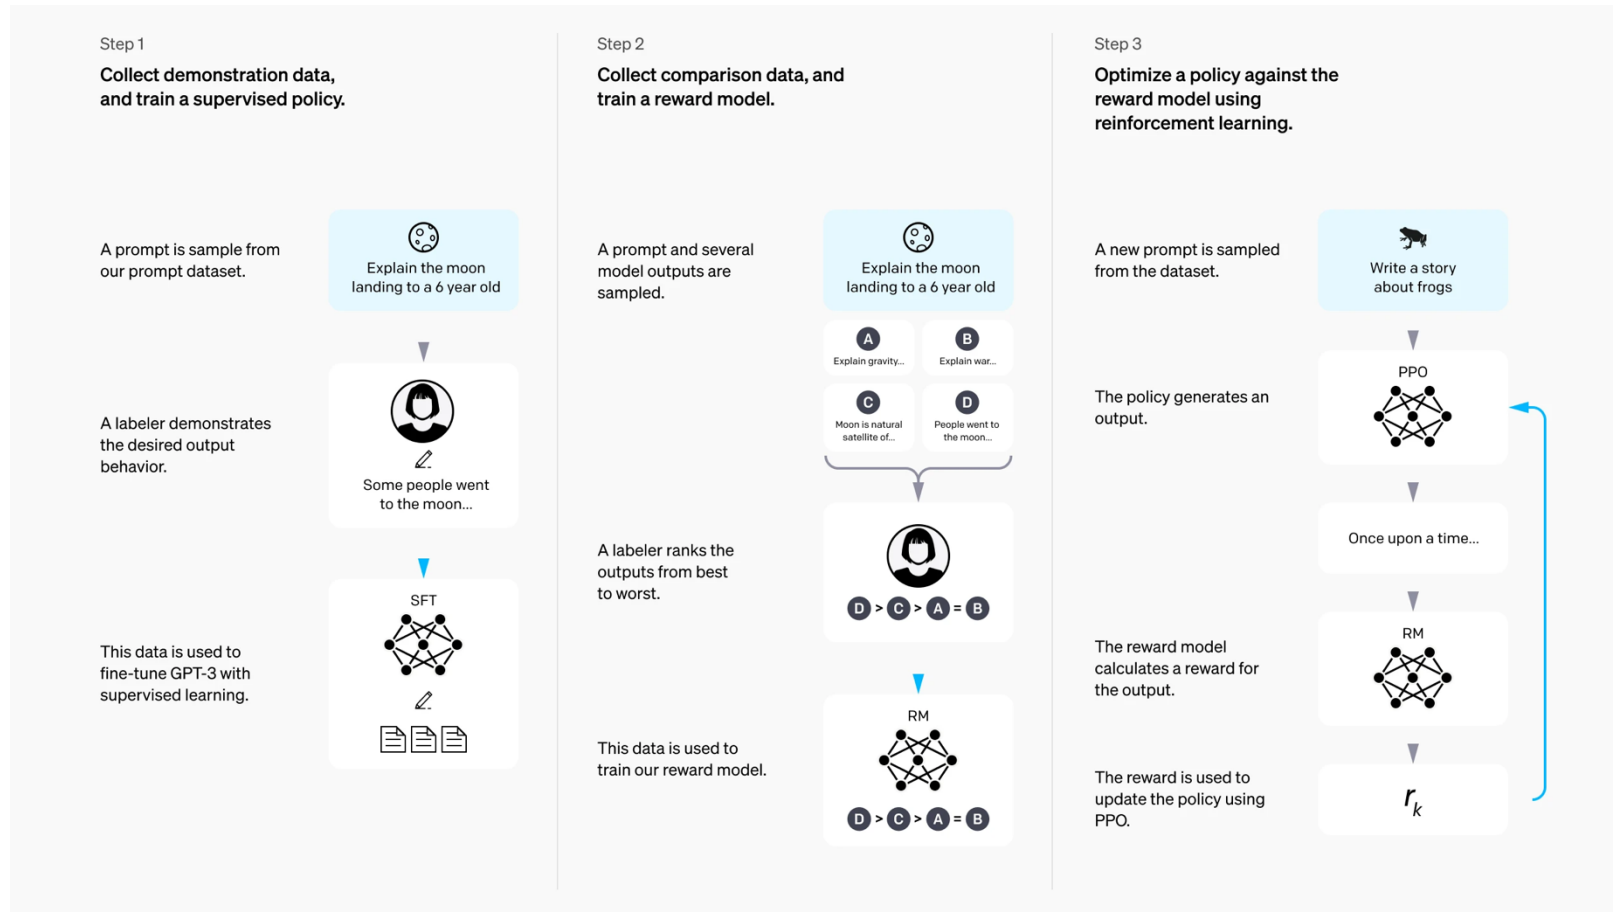 Step 1
Collect demonstration data,
and train a supervised policy.
A prompt is sample from
our prompt dataset.
Explain the moon
landing to a 6 year old
A labeler demonstrates
the desired output
behavior.
Some people went
to the moon...
This data is used to
fine-tune GPT-3 with
supervised learning.
SFT
Step 2
Collect comparison data, and
train a reward model.
A prompt and several
model outputs are
sampled.
Explain the moon
landing to a 6 year old
A
Explain gravity...
B
Explain war...
C
Moon is natural
satellite of...
D
People went to
the moon...
A labeler ranks the
outputs from best
to worst.
D > C > A = B
This data is used to
train our reward model.
RM
D > C > A = B
Step 3
Optimize a policy against the
reward model using
reinforcement learning.
A new prompt is sampled
from the dataset.
Write a story
about frogs
The policy generates an
output.
PPO
Once upon a time...
The reward model
calculates a reward for
the output.
RM
The reward is used to
update the policy using
PPO.
rk